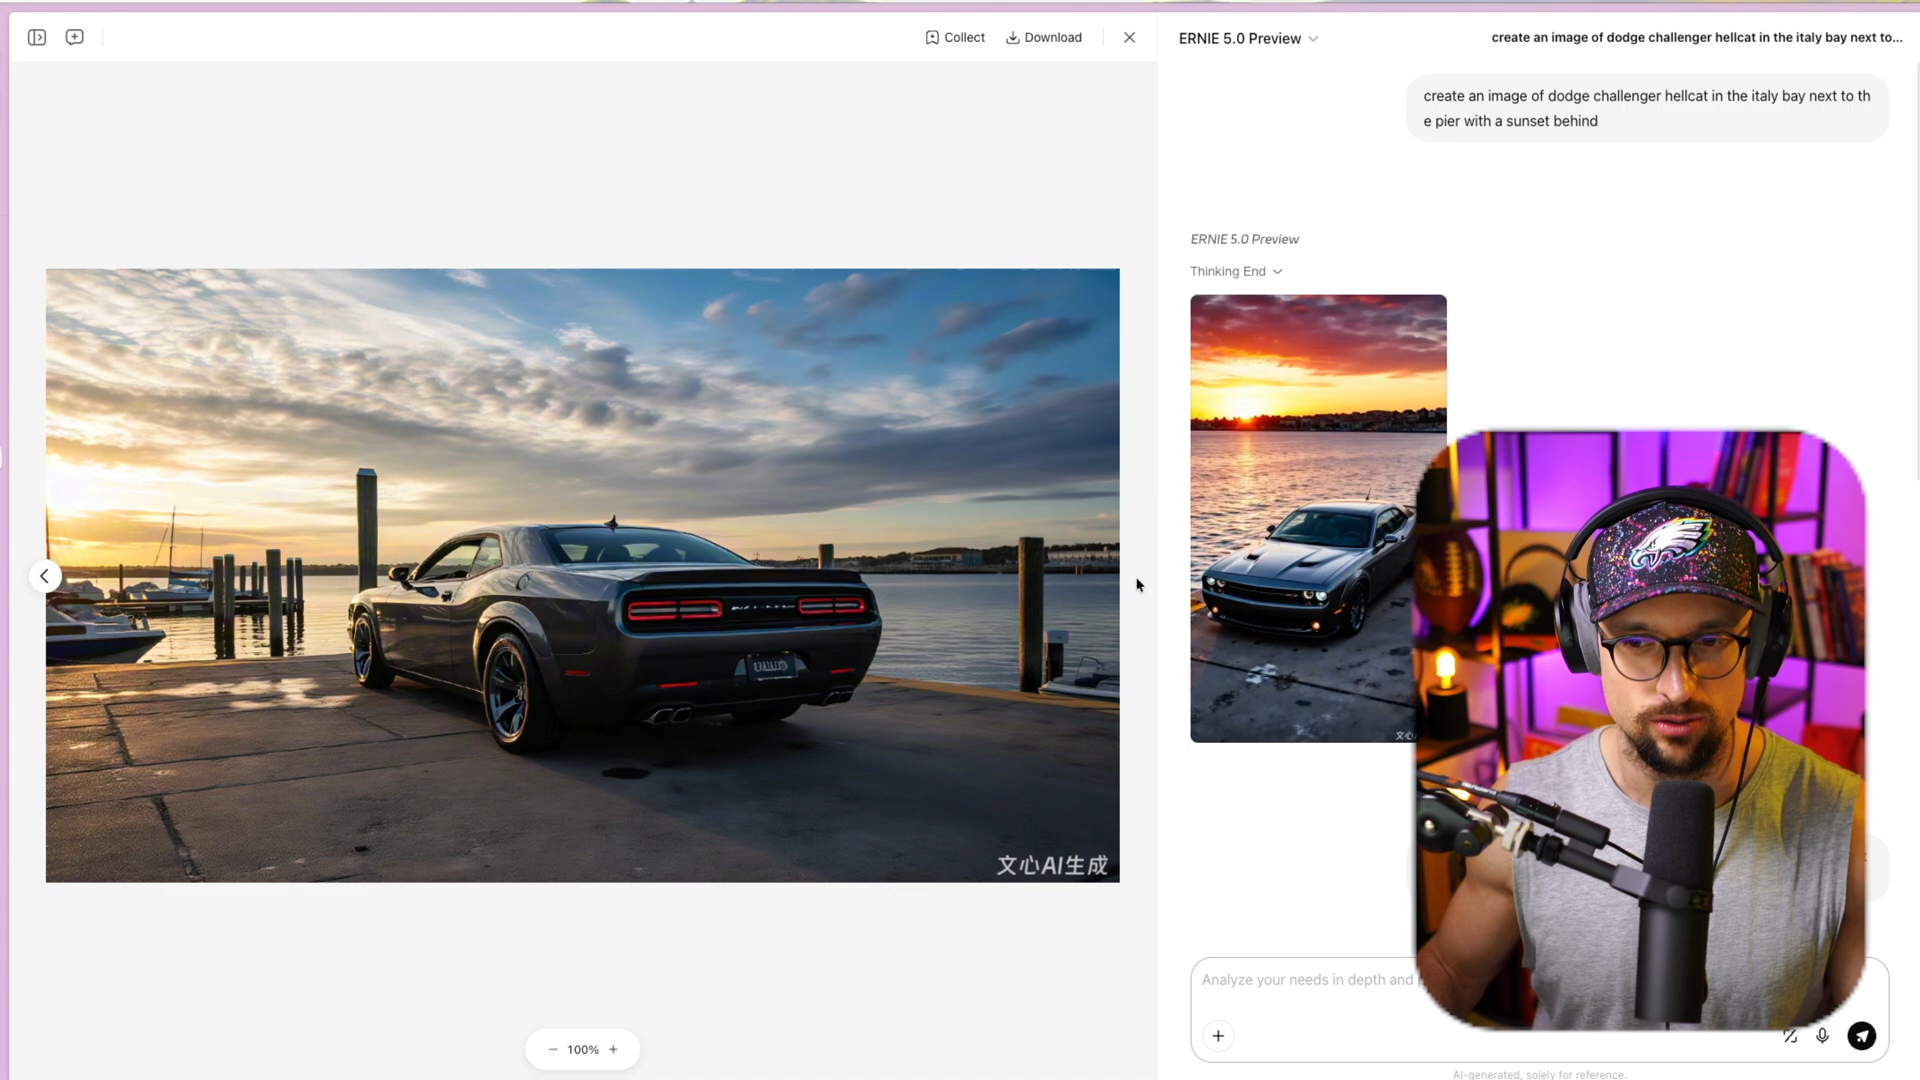 Collect
Download
ERNIE 5.0 Preview
create an image of dodge challenger hellcat in the italy bay next to...
create an image of dodge challenger hellcat in the italy bay next to th
e pier with a sunset behind
ERNIE 5.0 Preview
Thinking End
文心AI生成
文心
Analyze your needs in depth and
100%
AI-generated, solely for reference.